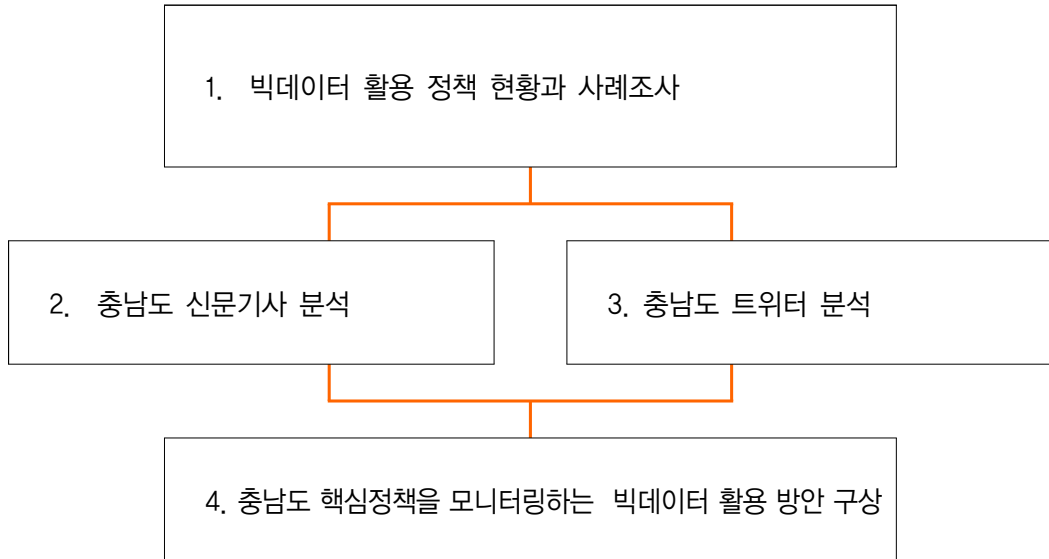 1. 빅데이터 활용 정책 현황과 사례조사
2. 충남도 신문기사 분석
3. 충남도 트위터 분석
4. 충남도 핵심정책을 모니터링하는 빅데이터 활용 방안 구상